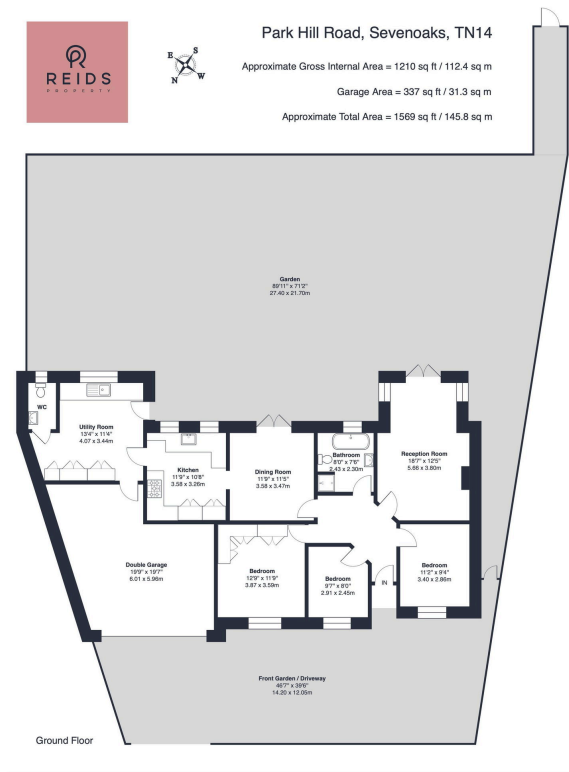 REIDS
PROPERTY
E
S
N
W
Park Hill Road, Sevenoaks, TN14
Approximate Gross Internal Area = 1210 sq ft / 112.4 sq m
Garage Area = 337 sq ft / 31.3 sq m
Approximate Total Area = 1569 sq ft / 145.8 sq m
Garden
89'11" x 71'2"
27.40 x 21.70m
WC
Utility Room
13'4" x 11'4"
4.07 x 3.44m
Kitchen
11'9" x 10'8"
3.58 x 3.26m
Dining Room
11'9" x 11'5"
3.58 x 3.47m
Bathroom
8'0" x 7'6"
2.43 x 2.30m
Reception Room
18'7" x 12'5"
5.66 x 3.80m
Double Garage
19'9" x 19'7"
6.01 x 5.96m
Bedroom
12'9" x 11'9"
3.87 x 3.59m
Bedroom
9'7" x 8'0"
2.91 x 2.45m
IN
Bedroom
11'2" x 9'4"
3.40 x 2.86m
Front Garden / Driveway
46'7" x 39'6"
14.20 x 12.05m
Ground Floor